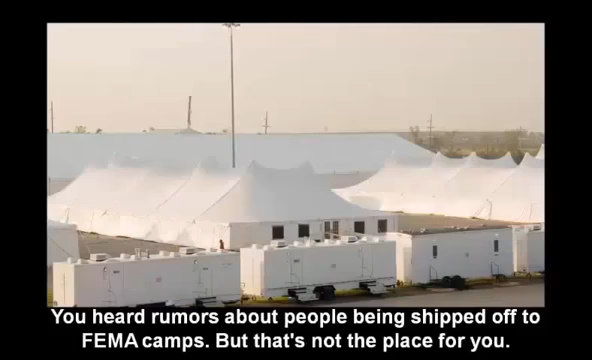 You heard rumors about people being shipped off to
FEMA camps. But that's not the place for you.